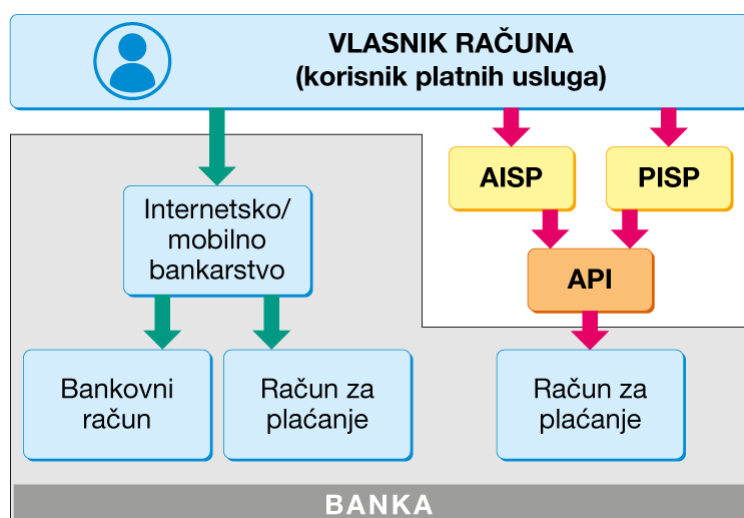 VLASNIK RAČUNA
(korisnik platnih usluga)
AISP
PISP
Internetsko/
mobilno
bankarstvo
API
Bankovni
račun
Račun za
plaćanje
Račun za
plaćanje
BANKA